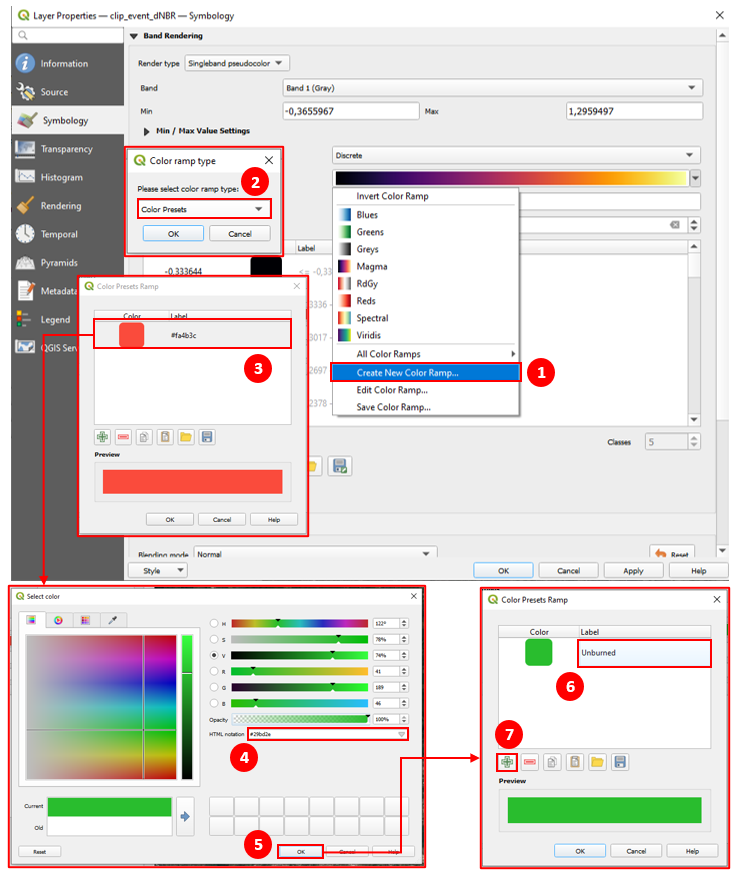 Layer Properties — clip_event_dNBR — Symbology
Information
Source
Symbology
Transparency
Histogram
Rendering
Temporal
Pyramids
Metadata
Legend
QGIS Serv
Band Rendering
Render type Singleband pseudocolor
Band Band 1 (Gray)
Min -0,3655967 Max 1,2959497
Min / Max Value Settings
Discrete
Label
-0,333644 <= -0,33
3336 -
3017 -
2697
2378 -
Classes 5
Blending mode Normal Reset
Style OK Cancel Apply Help
Invert Color Ramp
Blues
Greens
Greys
Magma
RdGy
Reds
Spectral
Viridis
All Color Ramps
Create New Color Ramp...
Edit Color Ramp...
Save Color Ramp...
1
Color ramp type
2
Please select color ramp type:
Color Presets
OK Cancel
Color Presets Ramp
Color Label
#fa4b3c
3
Preview
OK Cancel Help
Select color
H 122°
S 78%
V 74%
R 41
G 189
B 46
Opacity 100%
HTML notation #29bd2e
4
Current
Old
5
Reset OK Cancel Help
Color Presets Ramp
Color Label
Unburned
6
7
Preview
OK Cancel Help